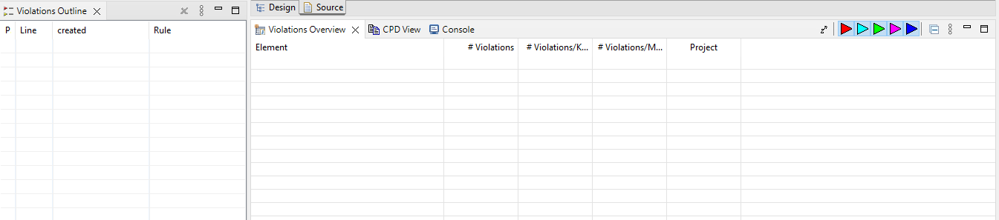 Violations Outline
P Line created Rule
Design Source
Violations Overview CPD View Console
Element # Violations # Violations/K... # Violations/M... Project